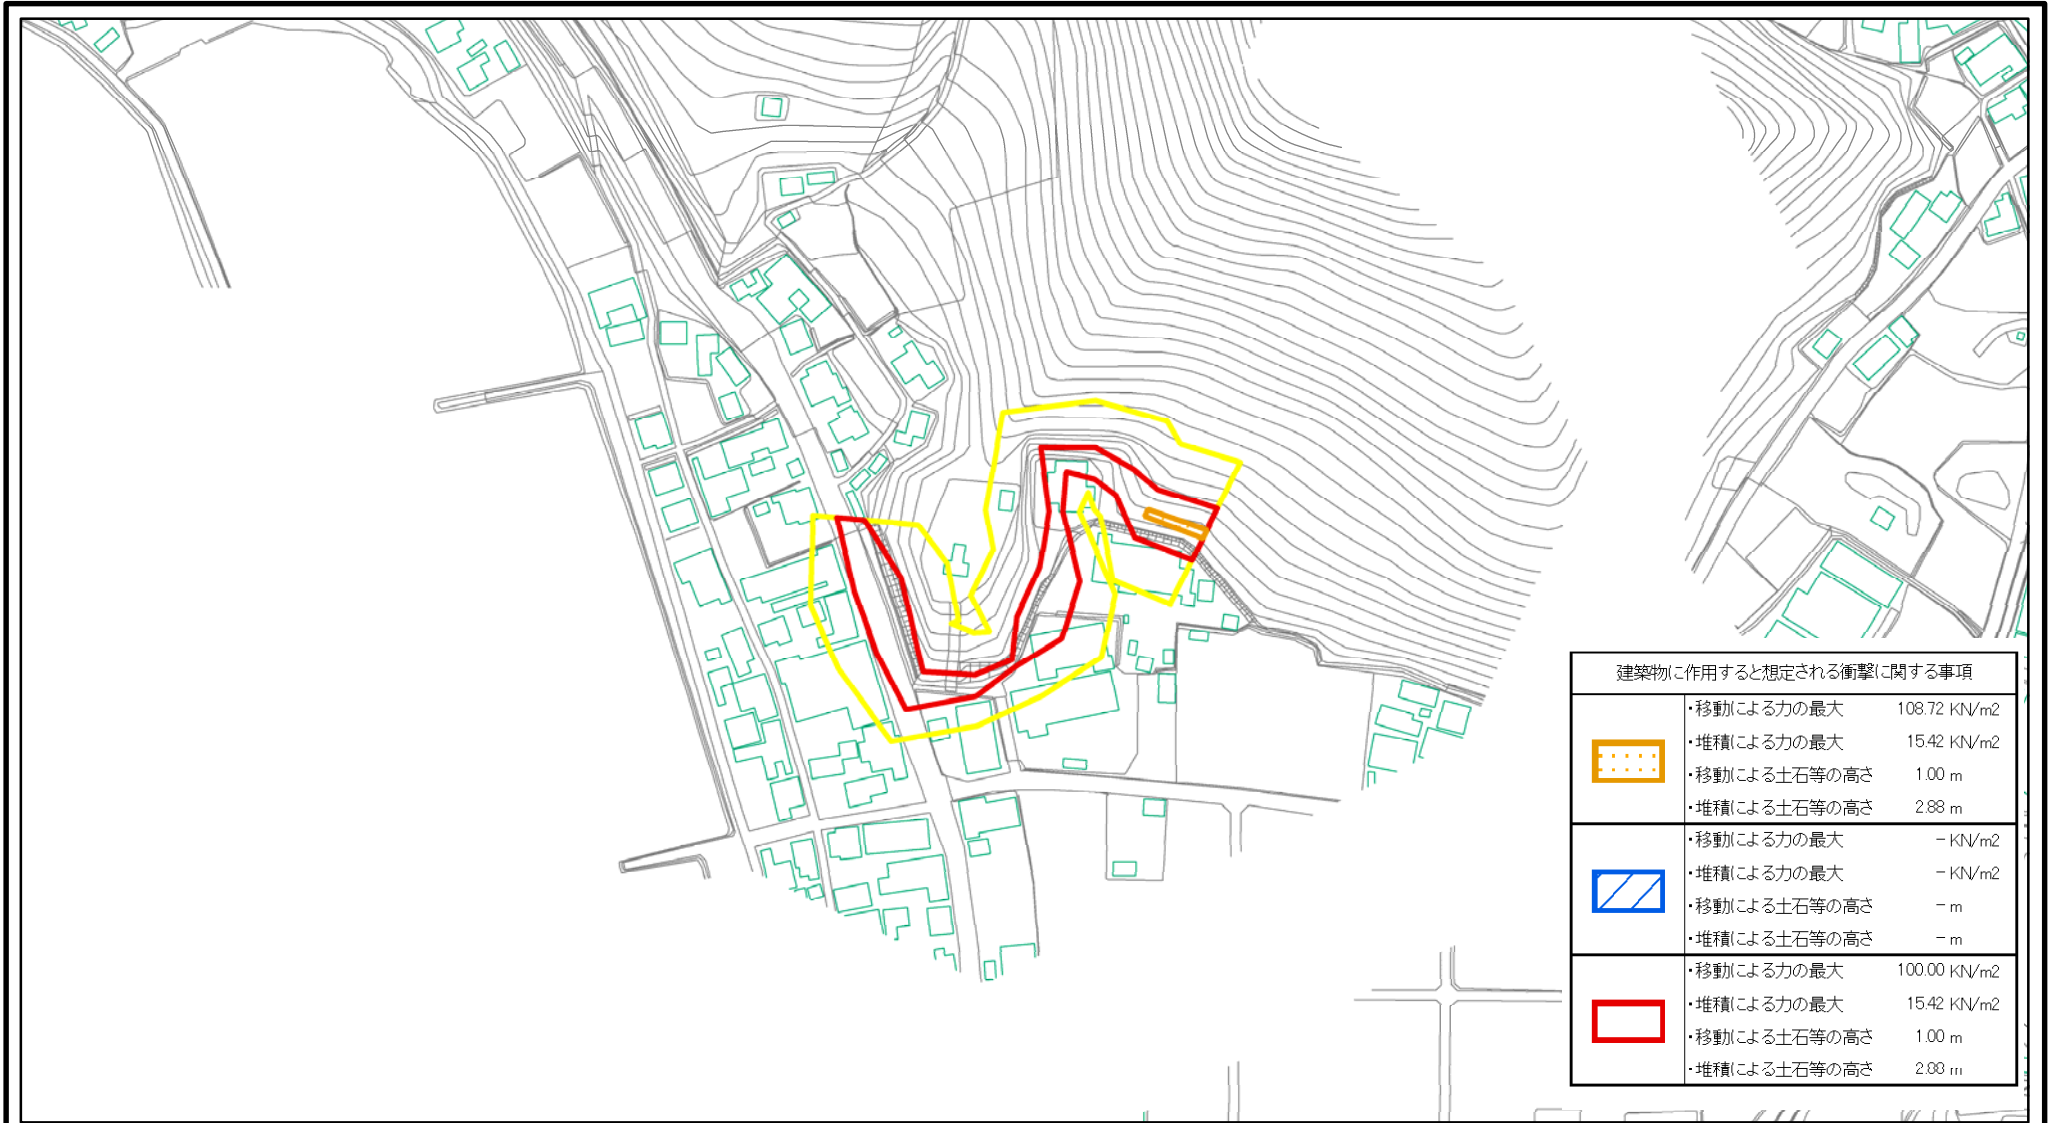 建築物に作用すると想定される衝撃に関する事項
・移動による力の最大 108.72 KN/m2
・堆積による力の最大 15.42 KN/m2
・移動による土石等の高さ 1.00 m
・堆積による土石等の高さ 2.88 m
・移動による力の最大 - KN/m2
・堆積による力の最大 - KN/m2
・移動による土石等の高さ - m
・堆積による土石等の高さ - m
・移動による力の最大 100.00 KN/m2
・堆積による力の最大 15.42 KN/m2
・移動による土石等の高さ 1.00 m
・堆積による土石等の高さ 2.88 m